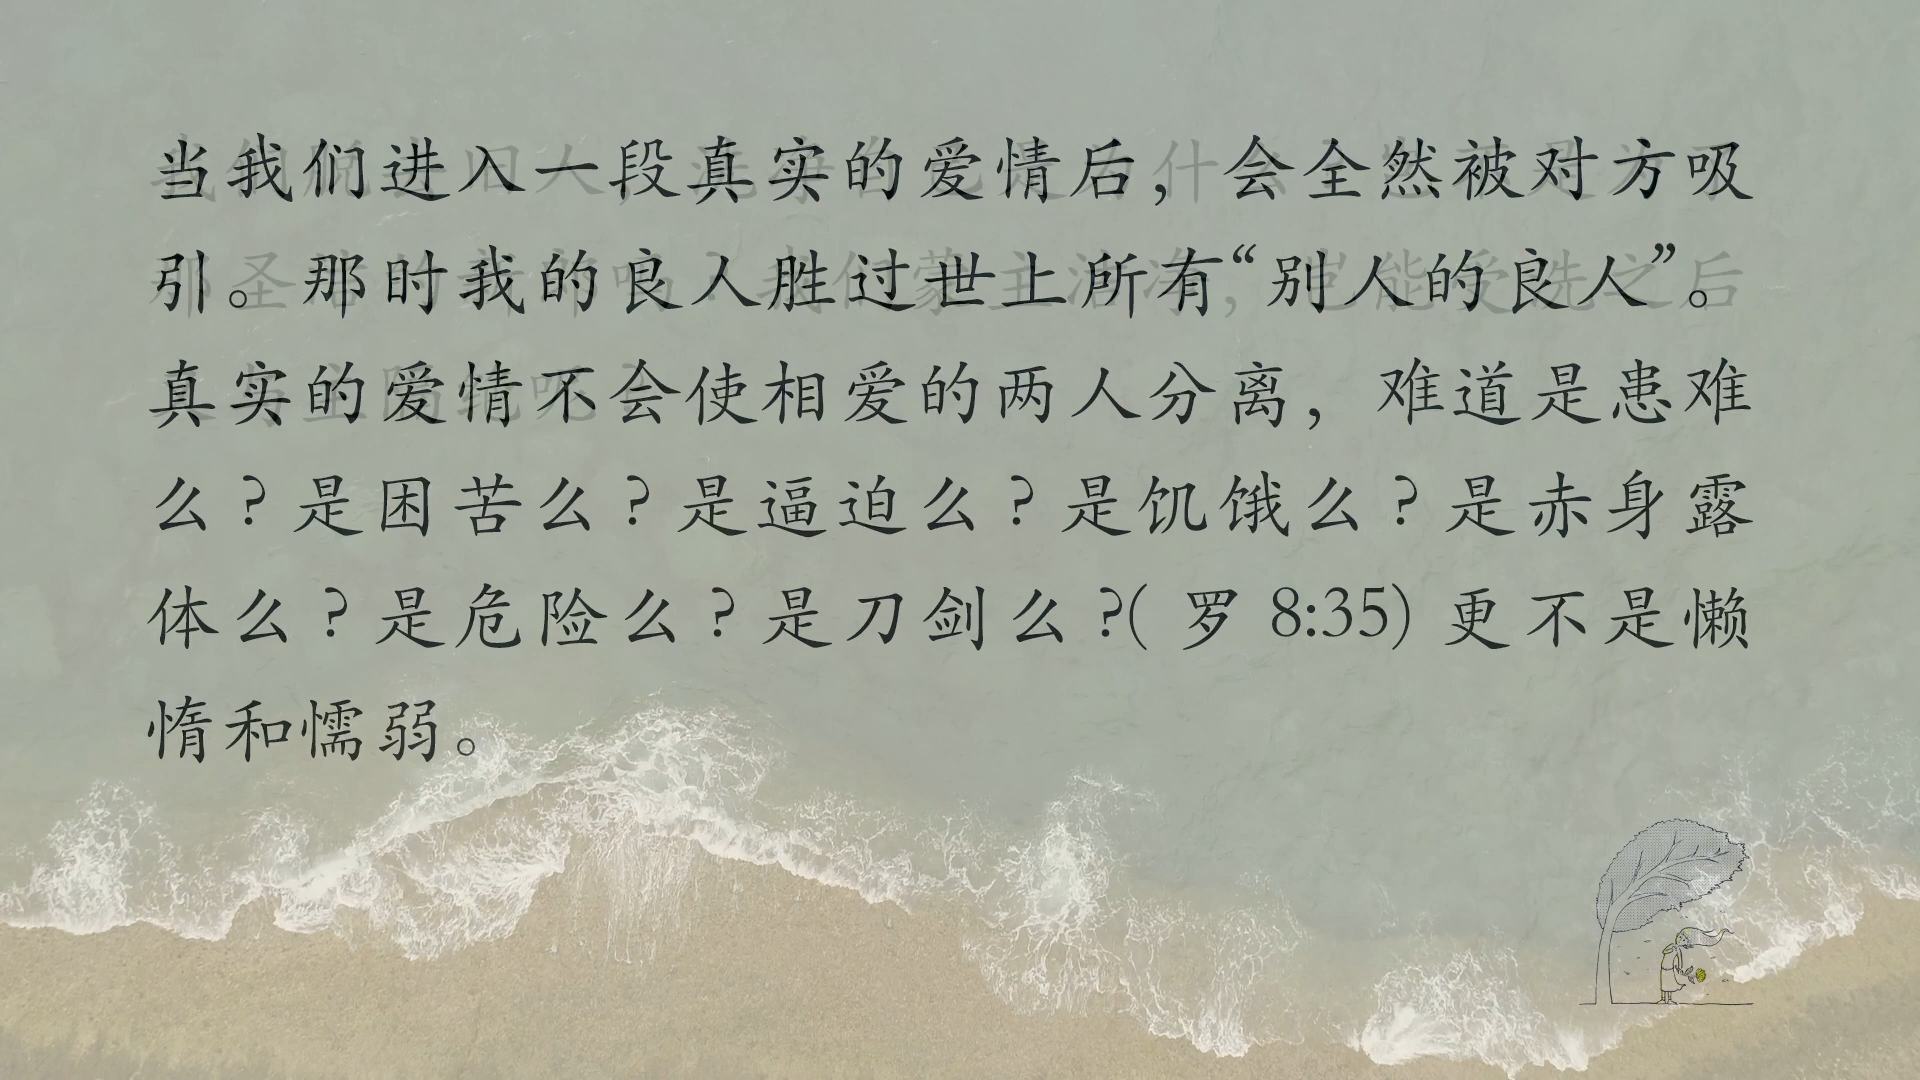 当我们进入一段真实的爱情后，会全然被对方吸
引。那时我的良人胜过世上所有“别人的良人”。
真实的爱情不会使相爱的两人分离，难道是患难
么？是困苦么？是逼迫么？是饥饿么？是赤身露
体么？是危险么？是刀剑么?( 罗 8:35) 更不是懒
惰和懦弱。